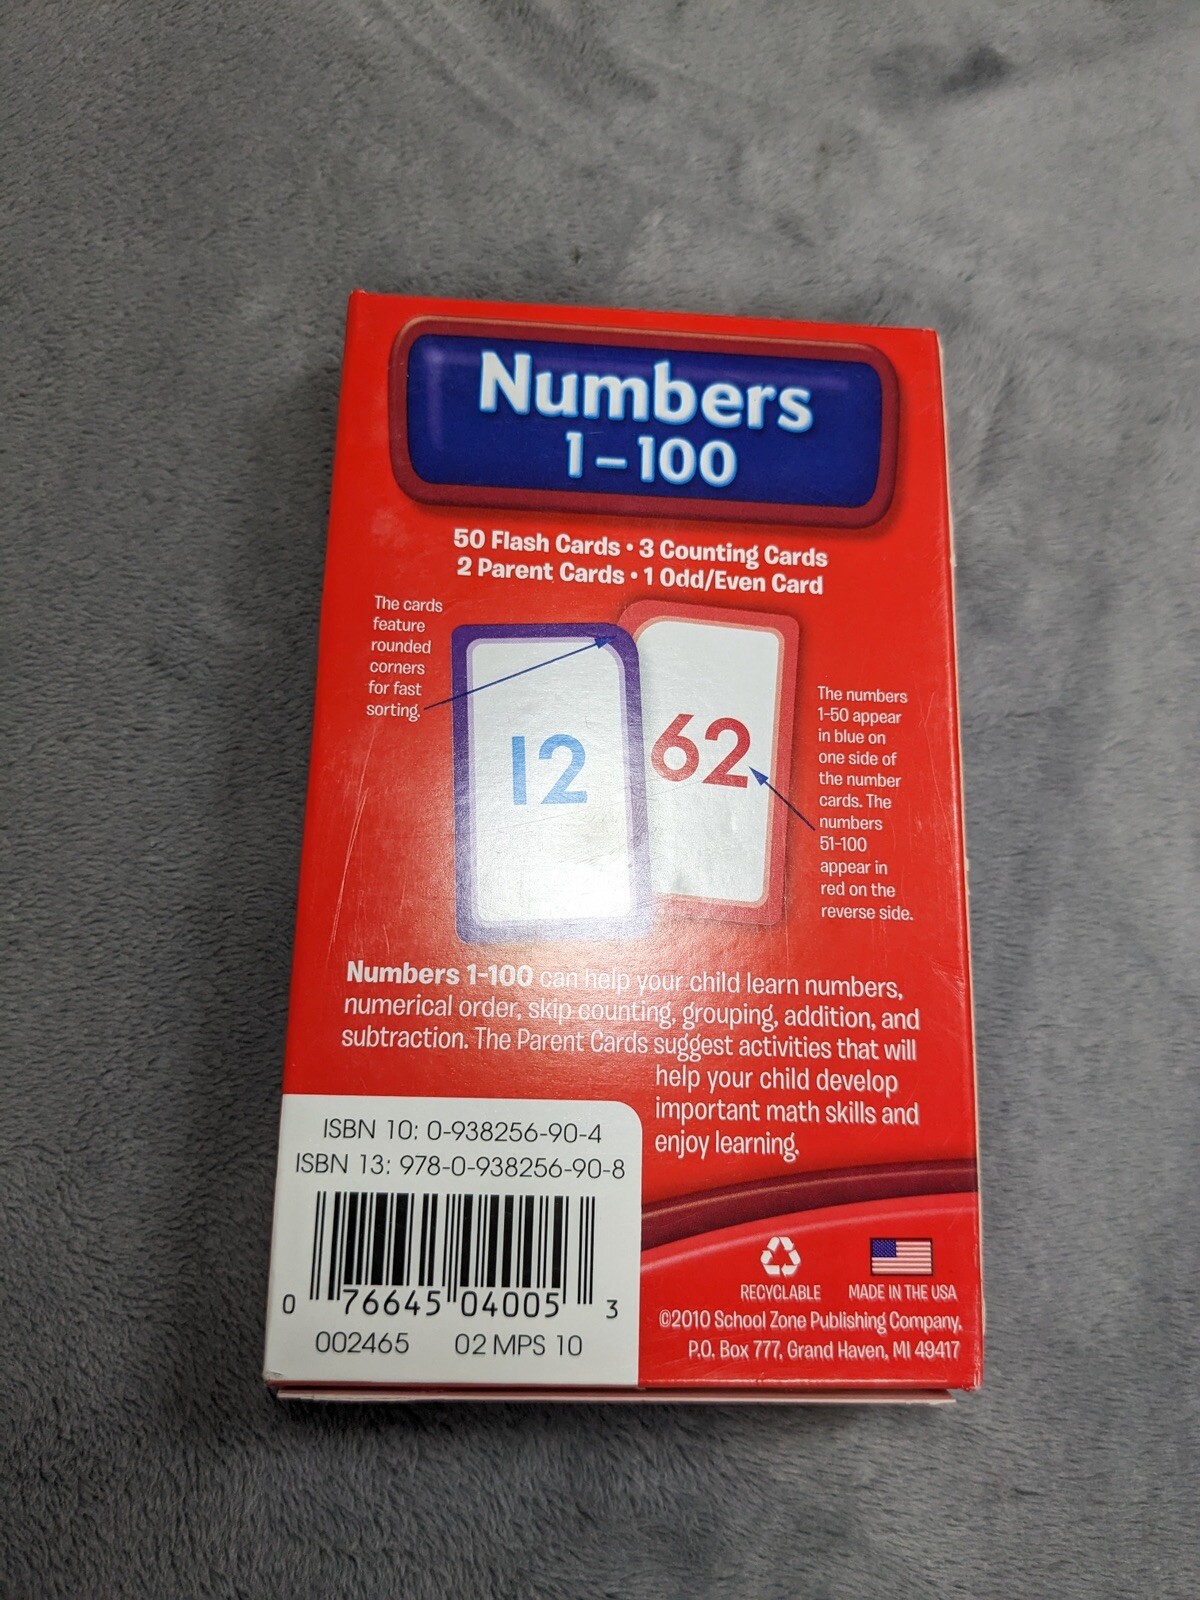 Numbers
1-100
50 Flash Cards • 3 Counting Cards
2 Parent Cards • 1 Odd/Even Card
The cards
feature
rounded
corners
for fast
sorting.
12
62
The numbers
1-50 appear
in blue on
one side of
the number
cards. The
numbers
51-100
appear in
red on the
reverse side.
Numbers 1-100 can help your child learn numbers,
numerical order, skip counting, grouping, addition, and
subtraction. The Parent Cards suggest activities that will
help your child develop
important math skills and
enjoy learning.
ISBN 10: 0-938256-90-4
ISBN 13: 978-0-938256-90-8
0 76645 04005 3
002465 02 MPS 10
RECYCLABLE MADE IN THE USA
©2010 School Zone Publishing Company,
P.O. Box 777, Grand Haven, MI 49417